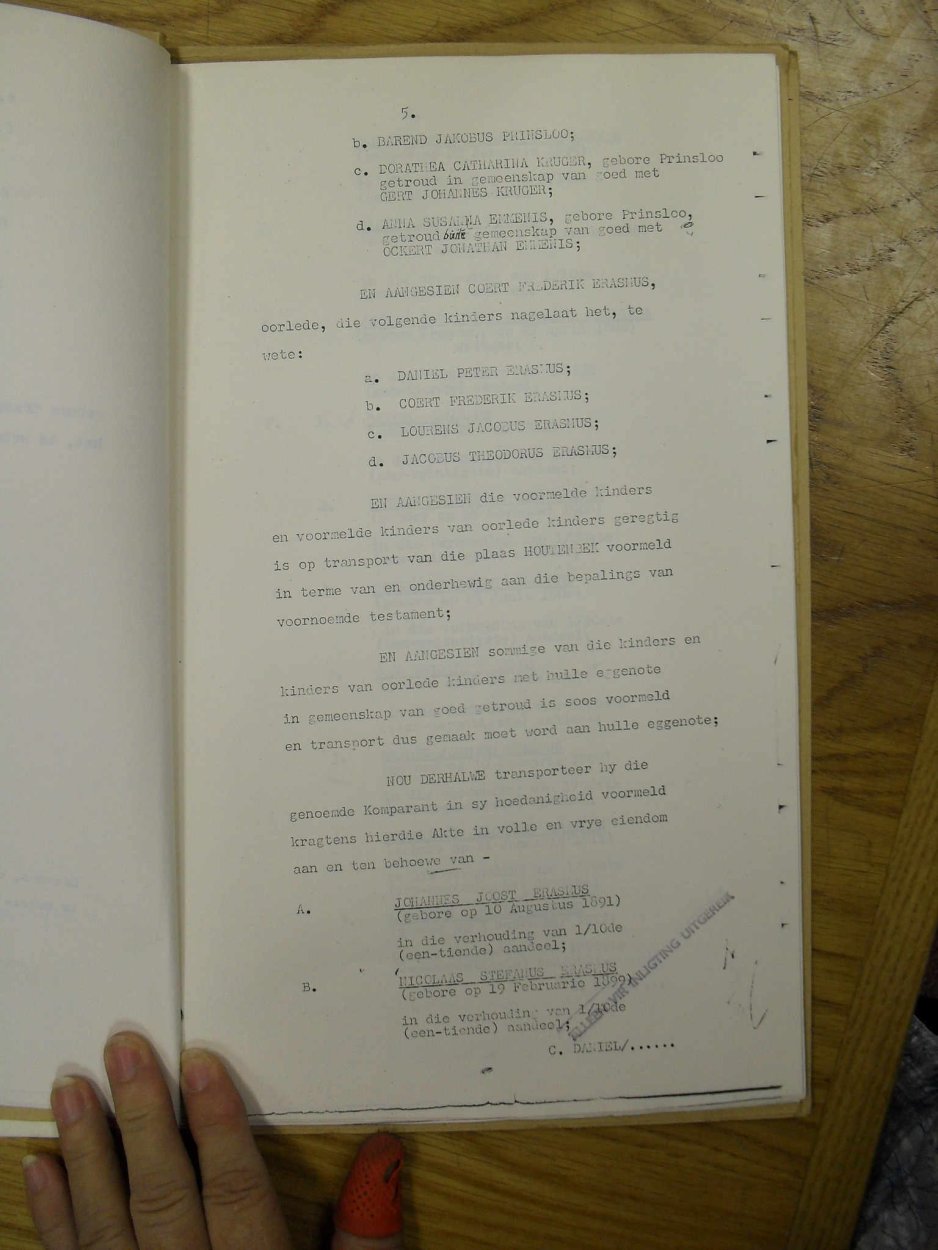 5.
b. BAREND JAKOBUS PRINSLOO;
c. DORATHEA CATHARINA KRUGER, gebore Prinsloo
getroud in gemeenskap van goed met
GERT JOHANNES KRUGER;
d. ANNA SUSANNA ENKENIS, gebore Prinsloo,
getroud buite gemeenskap van goed met
OCKERT JONATHAN ENKENIS;
EN AANGESIEN COERT FREDERIK ERASMUS,
oorlede, die volgende kinders nagelaat het, te
wete:
a. DANIEL PETER ERASMUS;
b. COERT FREDERIK ERASMUS;
c. LOURENS JACOBUS ERASMUS;
d. JACOBUS THEODORUS ERASMUS;
EN AANGESIEN die voormelde kinders
en voormelde kinders van oorlede kinders geregtig
is op transport van die plaas HOUTENBEK voormeld
in terme van en onderhewig aan die bepalings van
voornoemde testament;
EN AANGESIEN sommige van die kinders en
kinders van oorlede kinders met hulle eggenote
in gemeenskap van goed getroud is soos voormeld
en transport dus gemaak moet word aan hulle eggenote;
NOU DERHALWE transporteer hy die
genoemde Komparant in sy hoedanigheid voormeld
kragtens hierdie Akte in volle en vrye eiendom
aan en ten behoewe van -
A. JOHANNES JOOST ERASMUS
(gebore op 10 Augustus 1891)
in die verhouding van 1/10de
(een-tiende) aandeel;
B. NICOLAAS STEFANUS ERASMUS
(gebore op 19 Februarie 1899)
in die verhouding van 1/10de
(een-tiende) aandeel;
ALLEEN VIR INLIGTING UITGEREIK
C. DANIEL/......